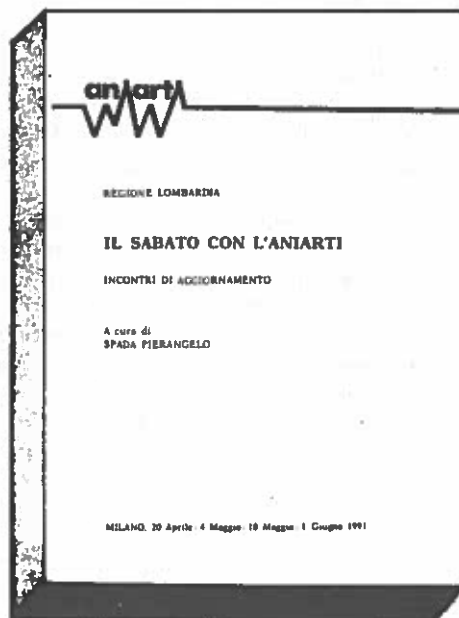 aniarti
REGIONE LOMBARDIA
IL SABATO CON L'ANIARTI
INCONTRI DI AGGIORNAMENTO
A cura di
SPADA PIERANGELO
MILANO, 20 Aprile - 4 Maggio - 18 Maggio - 1 Giugno 1991